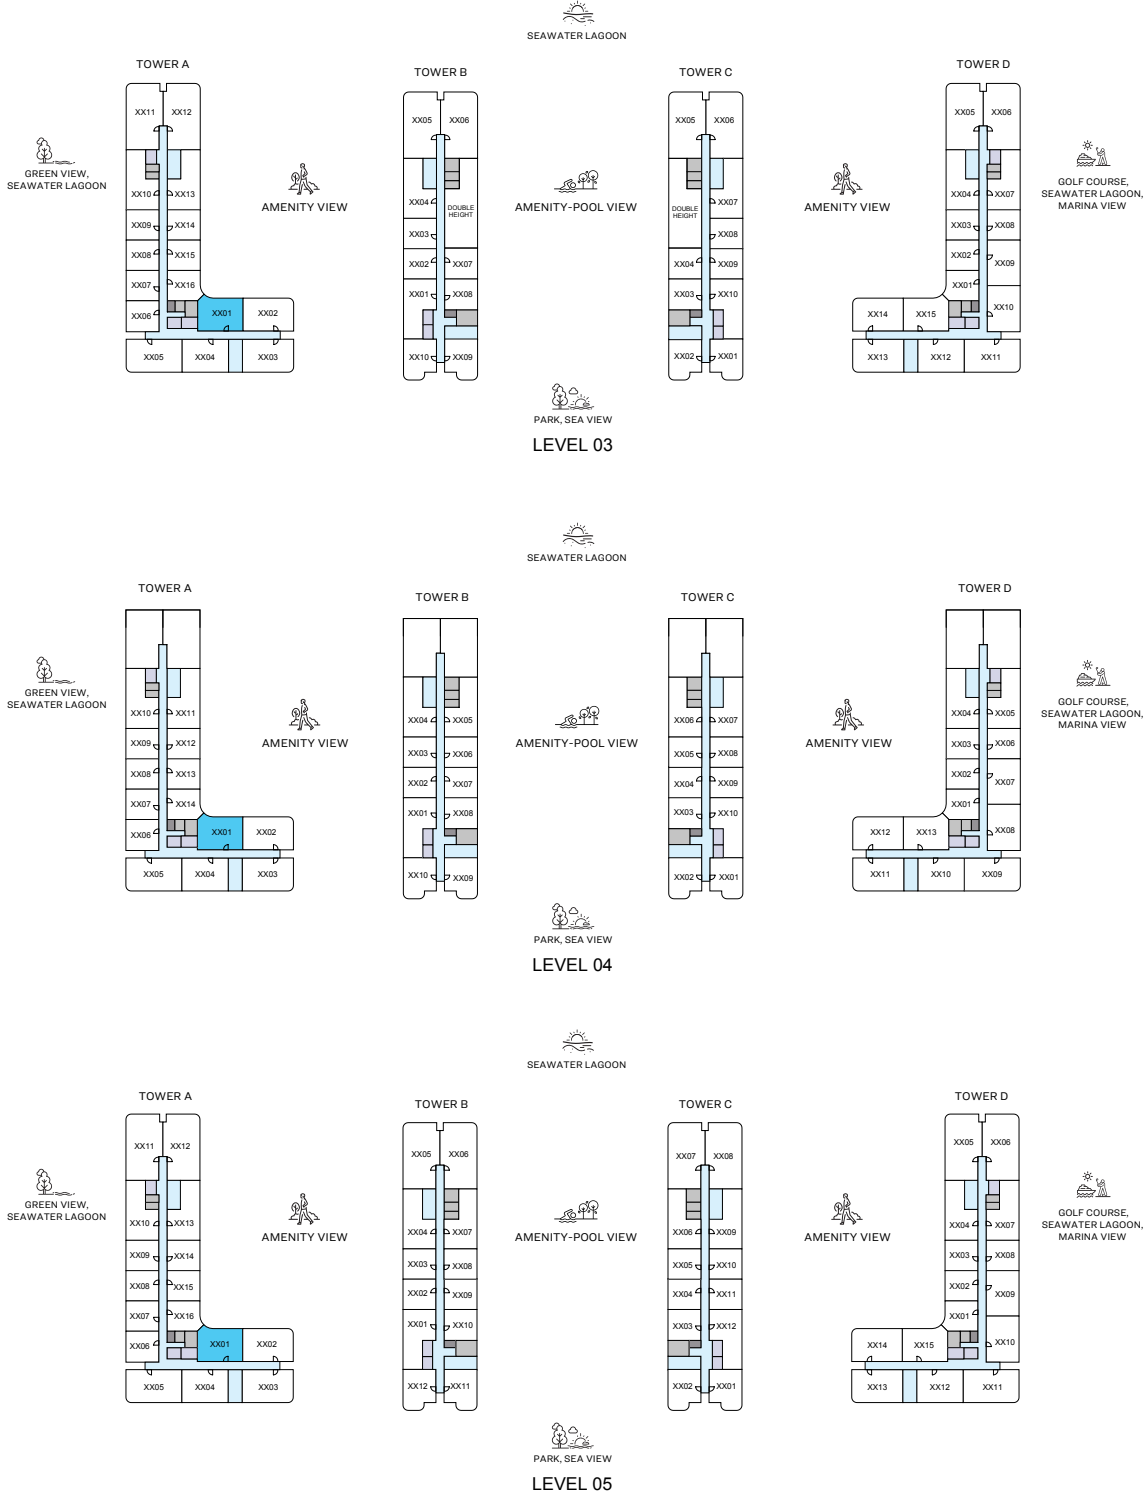 SEAWATER LAGOON
TOWER A
TOWER B
TOWER C
TOWER D
XX11 XX12
XX05 XX06
XX05 XX06
XX05 XX06
GREEN VIEW,
SEAWATER LAGOON
AMENITY VIEW
AMENITY-POOL VIEW
AMENITY VIEW
GOLF COURSE,
SEAWATER LAGOON,
MARINA VIEW
XX10 XX13
XX04 DOUBLE
HEIGHT
DOUBLE
HEIGHT
XX07
XX04 XX07
XX09 XX14
XX03
XX08
XX03 XX08
XX08 XX15
XX02 XX07
XX04 XX09
XX02 XX09
XX07 XX16
XX01 XX08
XX03 XX10
XX01 XX10
XX06 XX01 XX02
XX14 XX15
XX05 XX04 XX03
XX10 XX09
XX02 XX01
XX13 XX12 XX11
PARK, SEA VIEW
LEVEL 03
SEAWATER LAGOON
TOWER A
TOWER B
TOWER C
TOWER D
GREEN VIEW,
SEAWATER LAGOON
AMENITY VIEW
AMENITY-POOL VIEW
AMENITY VIEW
GOLF COURSE,
SEAWATER LAGOON,
MARINA VIEW
XX10 XX11
XX04 XX05
XX06 XX07
XX04 XX05
XX09 XX12
XX03 XX06
XX05 XX08
XX03 XX06
XX08 XX13
XX02 XX07
XX04 XX09
XX02 XX07
XX07 XX14
XX01 XX08
XX03 XX10
XX01 XX08
XX06 XX01 XX02
XX12 XX13
XX05 XX04 XX03
XX10 XX09
XX02 XX01
XX11 XX10 XX09
PARK, SEA VIEW
LEVEL 04
SEAWATER LAGOON
TOWER A
TOWER B
TOWER C
TOWER D
XX11 XX12
XX05 XX06
XX07 XX08
XX05 XX06
GREEN VIEW,
SEAWATER LAGOON
AMENITY VIEW
AMENITY-POOL VIEW
AMENITY VIEW
GOLF COURSE,
SEAWATER LAGOON,
MARINA VIEW
XX10 XX13
XX04 XX07
XX06 XX09
XX04 XX07
XX09 XX14
XX03 XX08
XX05 XX10
XX03 XX08
XX08 XX15
XX02 XX09
XX04 XX11
XX02 XX09
XX07 XX16
XX01 XX10
XX03 XX12
XX01 XX10
XX06 XX01 XX02
XX14 XX15
XX05 XX04 XX03
XX12 XX11
XX02 XX01
XX13 XX12 XX11
PARK, SEA VIEW
LEVEL 05